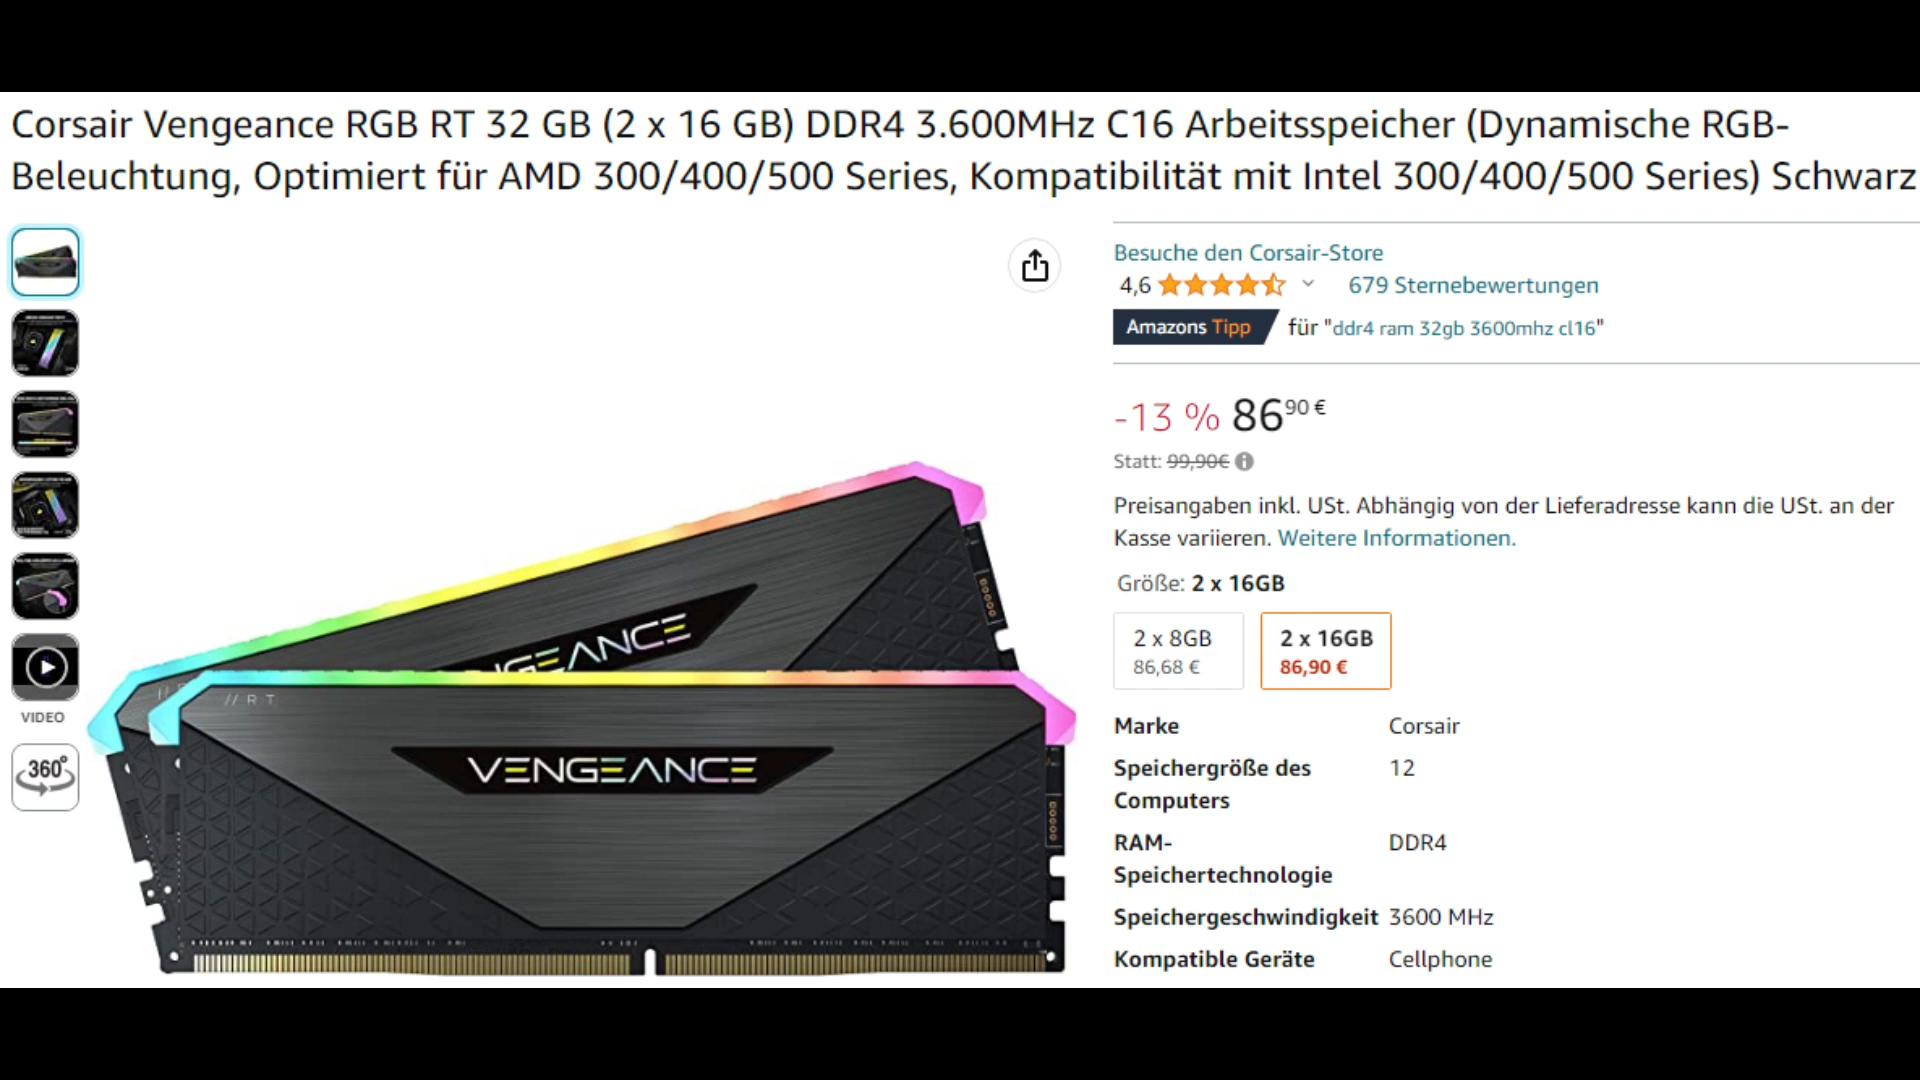 Corsair Vengeance RGB RT 32 GB (2 x 16 GB) DDR4 3.600MHz C16 Arbeitsspeicher (Dynamische RGB-
Beleuchtung, Optimiert für AMD 300/400/500 Series, Kompatibilität mit Intel 300/400/500 Series) Schwarz
Besuche den Corsair-Store
4,6 679 Sternebewertungen
Amazons Tipp für "ddr4 ram 32gb 3600mhz cl16"
-13 % 86 90 €
Statt: 99,90€
Preisangaben inkl. USt. Abhängig von der Lieferadresse kann die USt. an der
Kasse variieren. Weitere Informationen.
Größe: 2 x 16GB
2 x 8GB 2 x 16GB
86,68 € 86,90 €
Marke Corsair
Speichergröße des 12
Computers
RAM- DDR4
Speichertechnologie
Speichergeschwindigkeit 3600 MHz
Kompatible Geräte Cellphone
VIDEO
360°
// RT
VENGEANCE